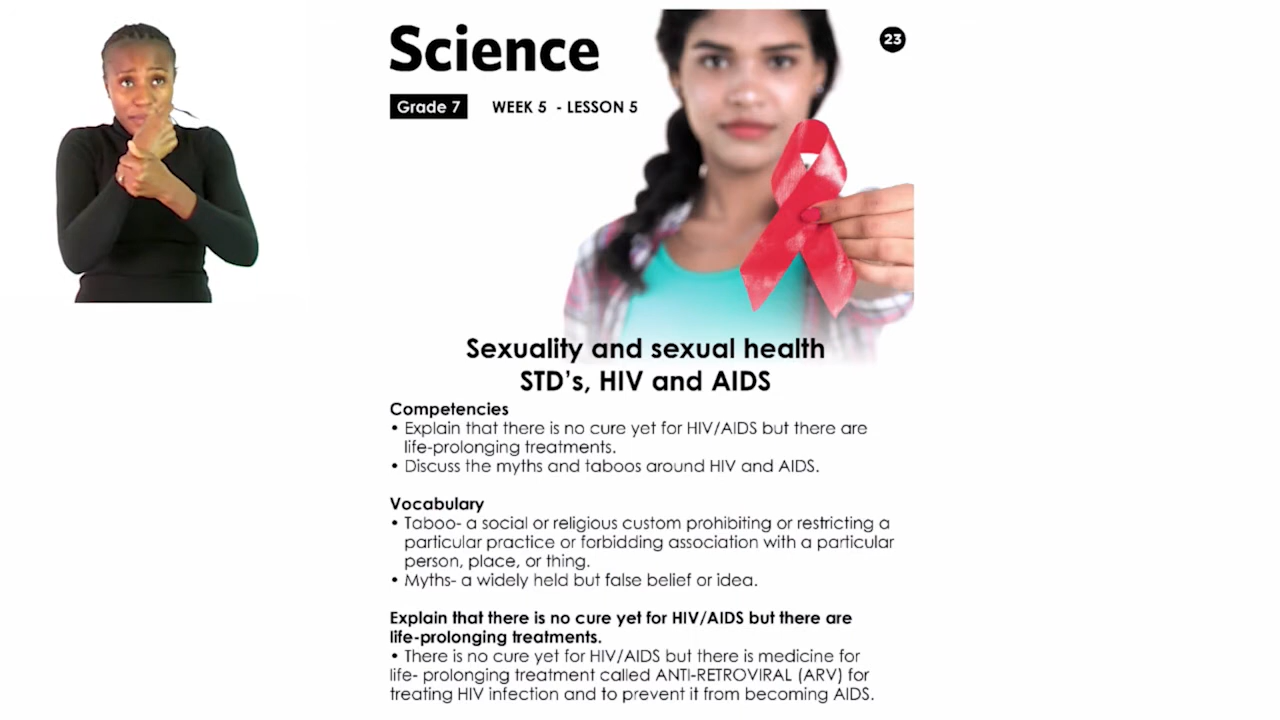 Science
23
Grade 7 WEEK 5 - LESSON 5
Sexuality and sexual health
STD's, HIV and AIDS
Competencies
• Explain that there is no cure yet for HIV/AIDS but there are
life-prolonging treatments.
• Discuss the myths and taboos around HIV and AIDS.
Vocabulary
• Taboo- a social or religious custom prohibiting or restricting a
particular practice or forbidding association with a particular
person, place, or thing.
• Myths- a widely held but false belief or idea.
Explain that there is no cure yet for HIV/AIDS but there are
life-prolonging treatments.
• There is no cure yet for HIV/AIDS but there is medicine for
life- prolonging treatment called ANTI-RETROVIRAL (ARV) for
treating HIV infection and to prevent it from becoming AIDS.